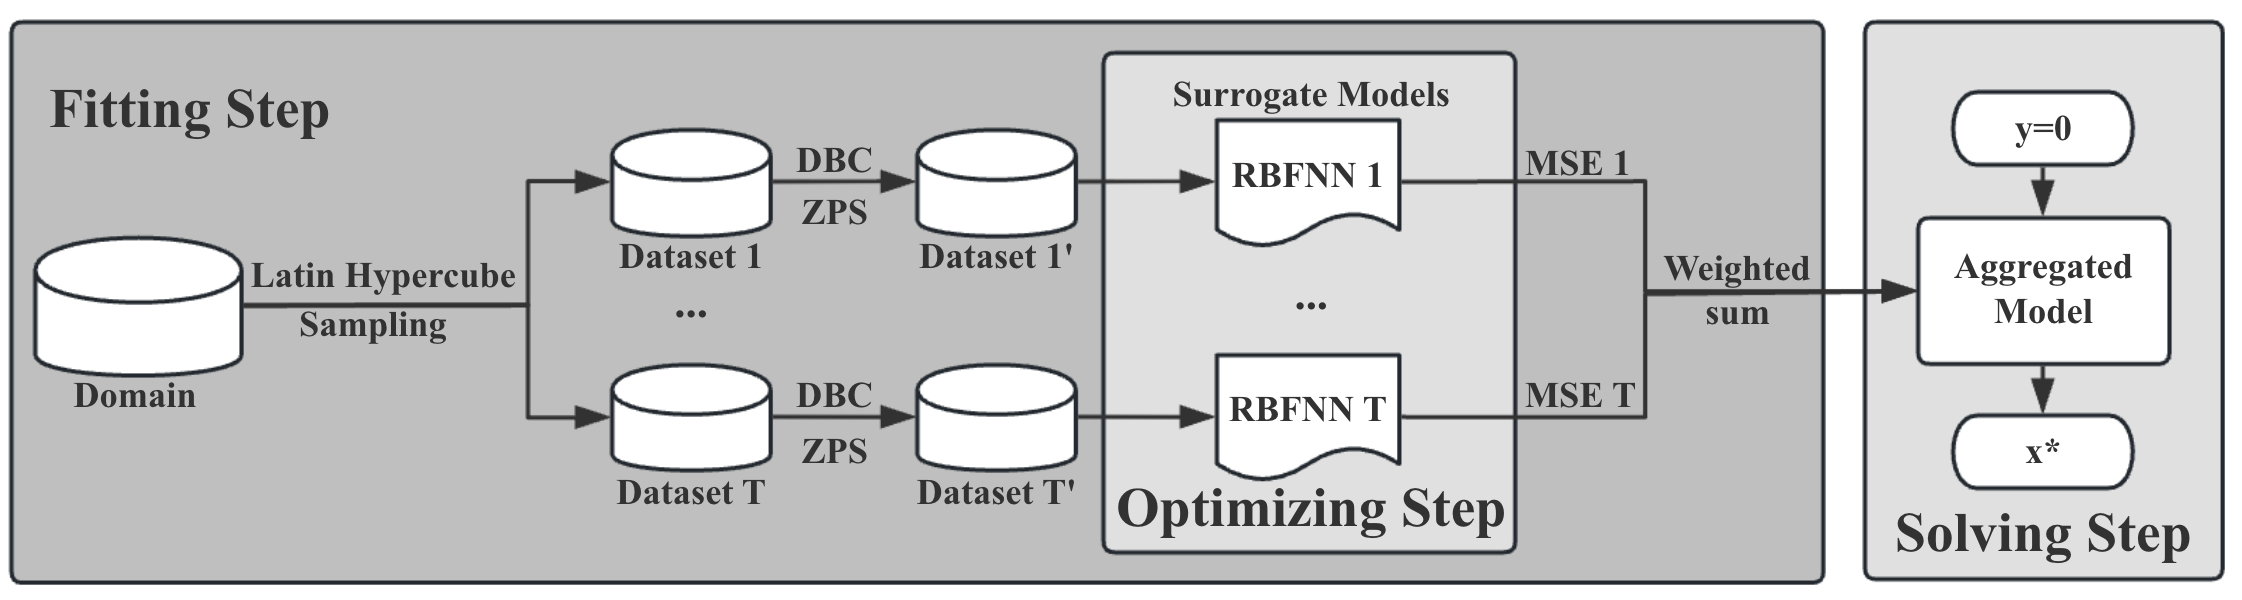 Fitting Step
Domain
Latin Hypercube
Sampling
Dataset 1
DBC
ZPS
Dataset 1'
...
Dataset T
DBC
ZPS
Dataset T'
Surrogate Models
RBFNN 1
...
RBFNN T
Optimizing Step
MSE 1
MSE T
Weighted
sum
y=0
Aggregated
Model
x*
Solving Step